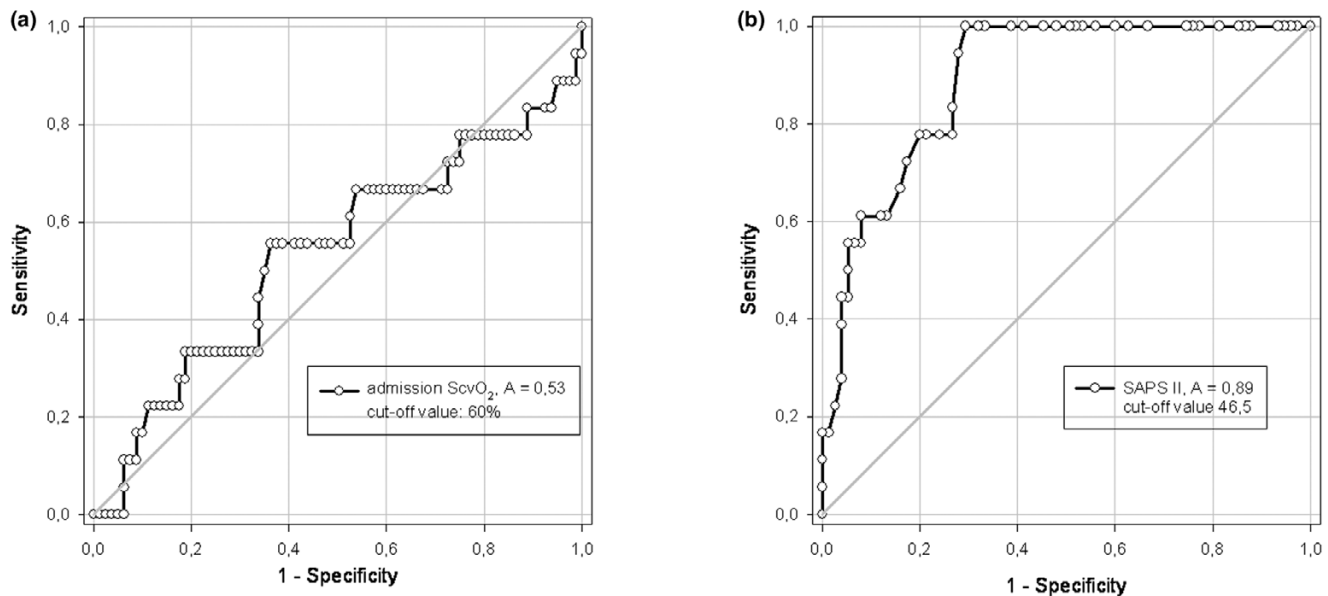 (a)
1,0
0,8
0,6
0,4
0,2
0,0
Sensitivity
admission ScvO₂, A = 0,53
cut-off value: 60%
0,0 0,2 0,4 0,6 0,8 1,0
1 - Specificity
(b)
1,0
0,8
0,6
0,4
0,2
0,0
Sensitivity
SAPS II, A = 0,89
cut-off value 46,5
0,0 0,2 0,4 0,6 0,8 1,0
1 - Specificity